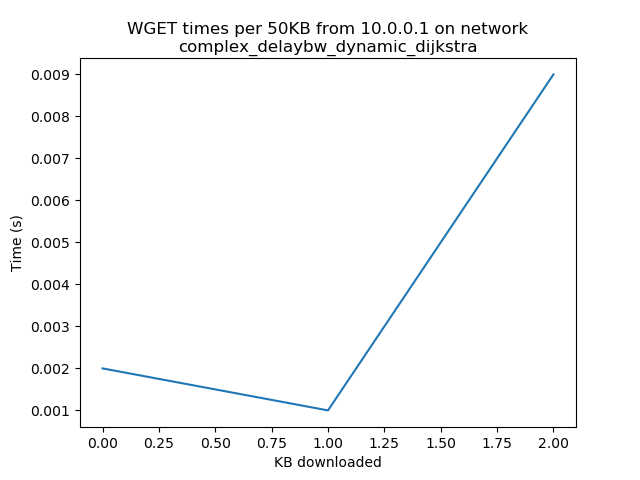 WGET times per 50KB from 10.0.0.1 on network
complex_delaybw_dynamic_dijkstra
0.009
0.008
0.007
0.006
0.005
0.004
0.003
0.002
0.001
Time (s)
0.00 0.25 0.50 0.75 1.00 1.25 1.50 1.75 2.00
KB downloaded